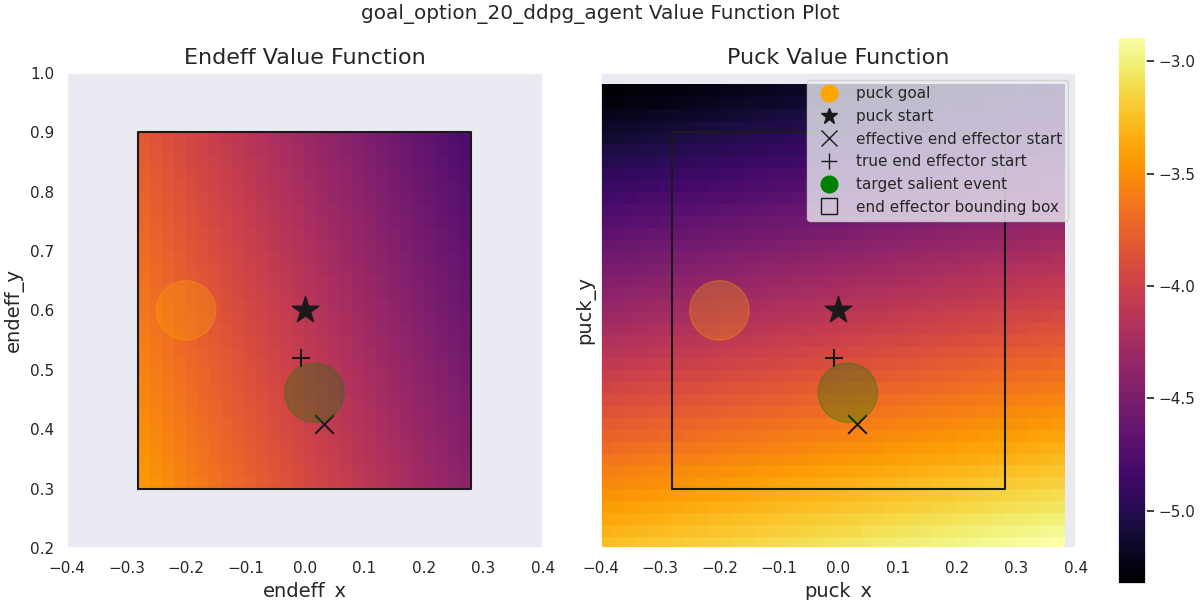 goal_option_20_ddpg_agent Value Function Plot
Endeff Value Function
1.0
0.9
0.8
0.7
0.6
0.5
0.4
0.3
0.2
endeff_y
−0.4 −0.3 −0.2 −0.1 0.0 0.1 0.2 0.3 0.4
endeff_x
Puck Value Function
puck goal
puck start
effective end effector start
true end effector start
target salient event
end effector bounding box
puck_y
−0.4 −0.3 −0.2 −0.1 0.0 0.1 0.2 0.3 0.4
puck_x
−3.0
−3.5
−4.0
−4.5
−5.0